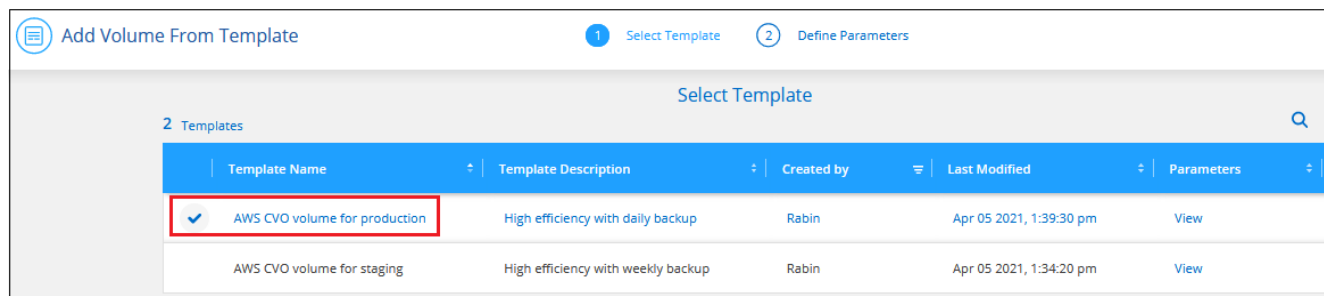 Add Volume From Template
1 Select Template 2 Define Parameters
Select Template
2 Templates
Template Name Template Description Created by Last Modified Parameters
AWS CVO volume for production High efficiency with daily backup Rabin Apr 05 2021, 1:39:30 pm View
AWS CVO volume for staging High efficiency with weekly backup Rabin Apr 05 2021, 1:34:20 pm View